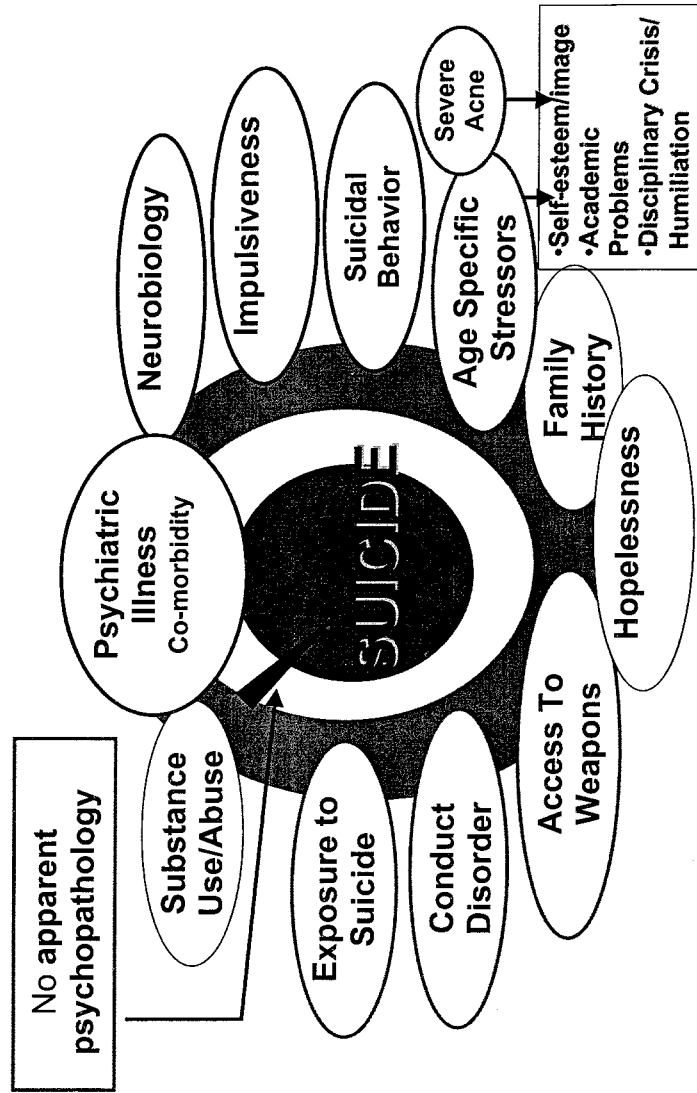 No apparent
psychopathology
Psychiatric
Illness
Co-morbidity
Neurobiology
Impulsiveness
Suicidal
Behavior
Severe
Acne
Age Specific
Stressors
•Self-esteem/image
•Academic
Problems
•Disciplinary Crisis/
Humiliation
Family
History
Hopelessness
Access To
Weapons
Conduct
Disorder
Exposure to
Suicide
Substance
Use/Abuse
SUICIDE